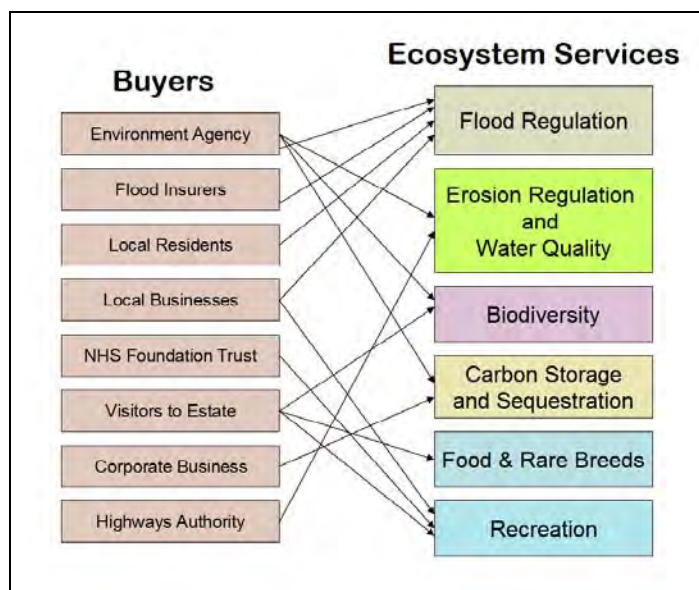 Buyers
Environment Agency
Flood Insurers
Local Residents
Local Businesses
NHS Foundation Trust
Visitors to Estate
Corporate Business
Highways Authority
Ecosystem Services
Flood Regulation
Erosion Regulation
and
Water Quality
Biodiversity
Carbon Storage
and Sequestration
Food & Rare Breeds
Recreation